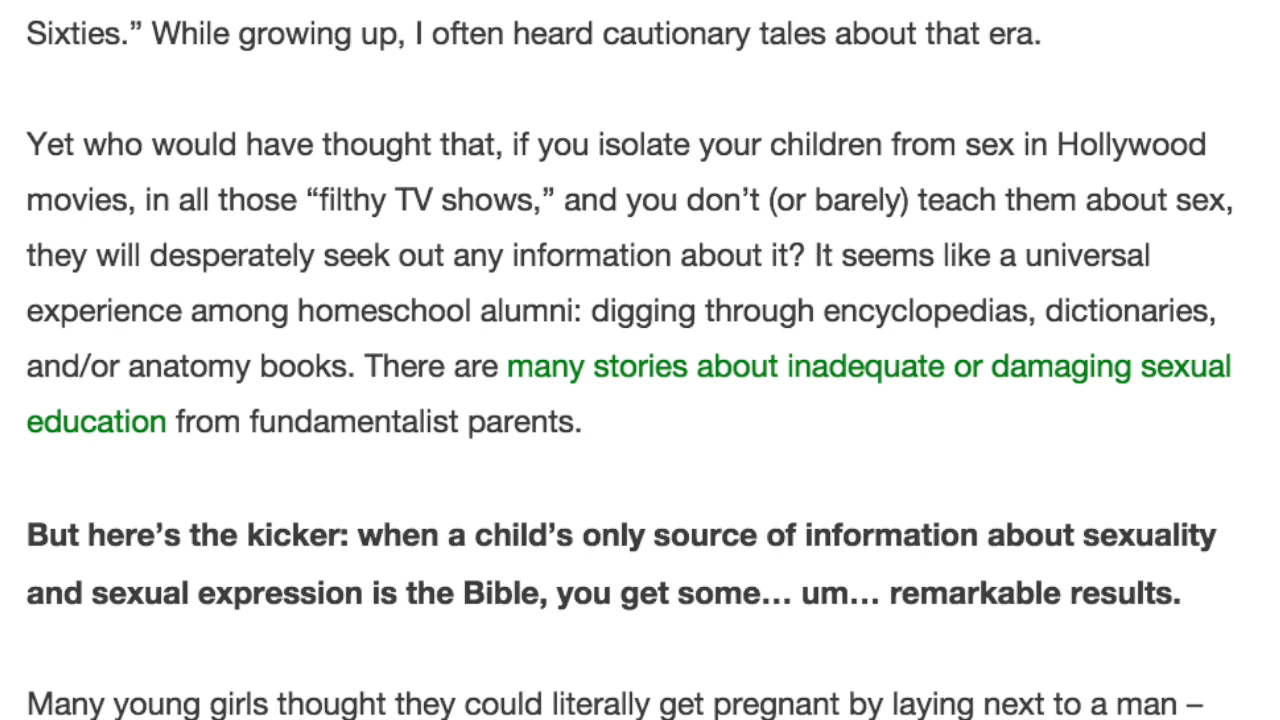 Sixties.” While growing up, I often heard cautionary tales about that era.
Yet who would have thought that, if you isolate your children from sex in Hollywood
movies, in all those “filthy TV shows,” and you don’t (or barely) teach them about sex,
they will desperately seek out any information about it? It seems like a universal
experience among homeschool alumni: digging through encyclopedias, dictionaries,
and/or anatomy books. There are many stories about inadequate or damaging sexual
education from fundamentalist parents.
But here’s the kicker: when a child’s only source of information about sexuality
and sexual expression is the Bible, you get some… um… remarkable results.
Many young girls thought they could literally get pregnant by laying next to a man –